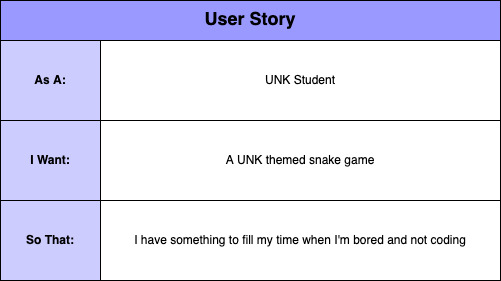 User Story
As A:
UNK Student
I Want:
A UNK themed snake game
So That:
I have something to fill my time when I'm bored and not coding